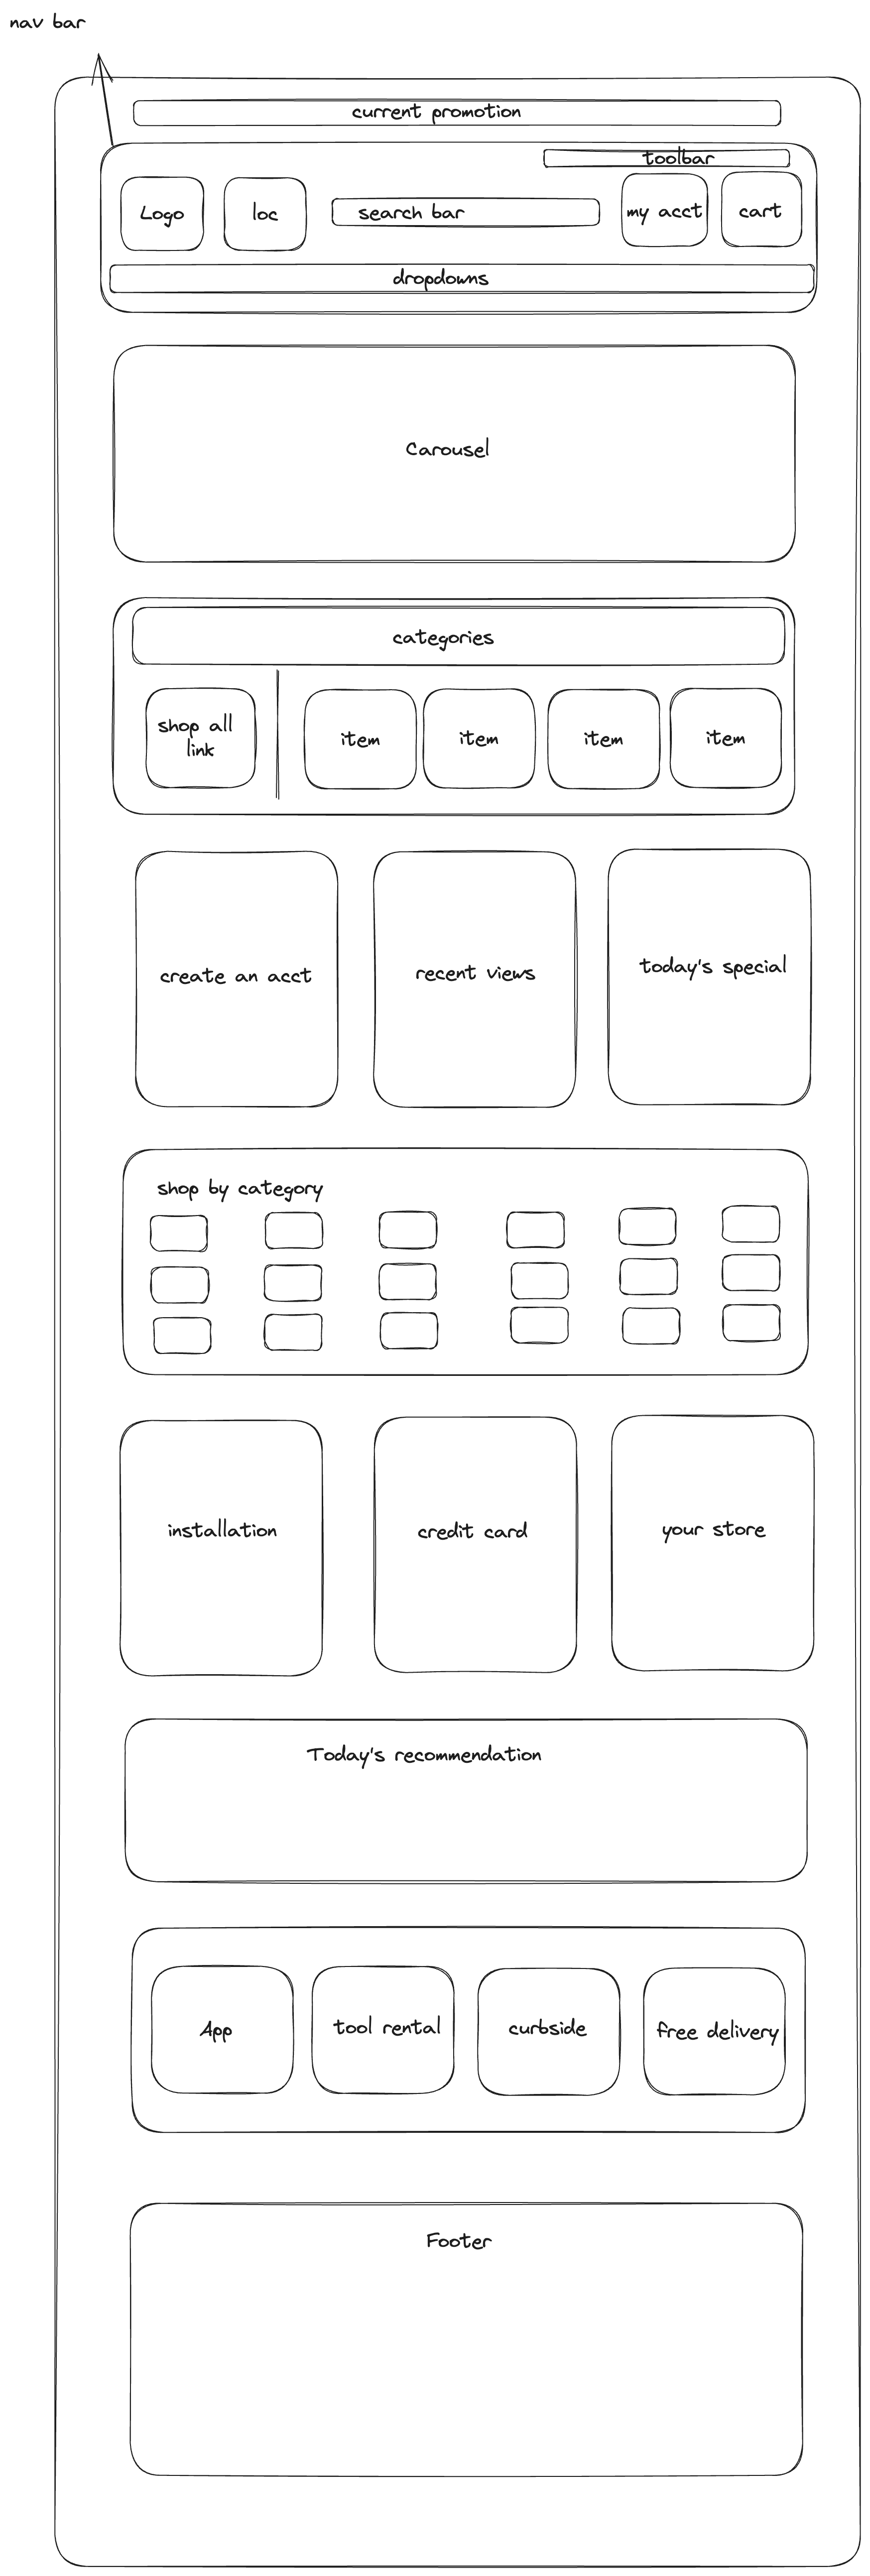 nav bar
current promotion
toolbar
Logo
loc
search bar
my acct
cart
dropdowns
Carousel
categories
shop all
link
item
item
item
item
create an acct
recent views
today's special
shop by category
installation
credit card
your store
Today's recommendation
App
tool rental
curbside
free delivery
Footer